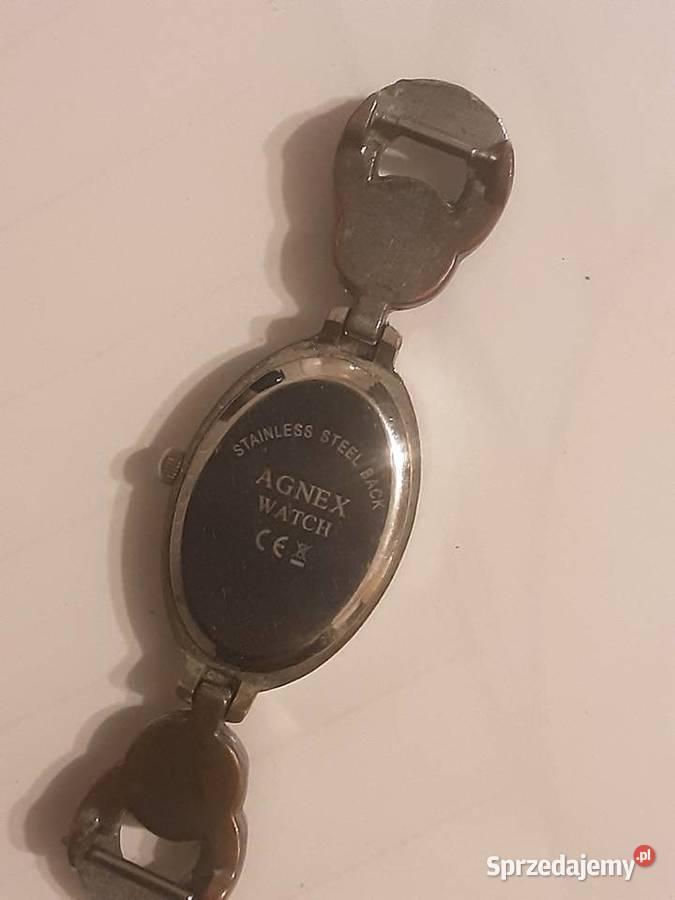 STAINLESS STEEL BACK
AGNEX
WATCH
CE
Sprzedajemy.pl